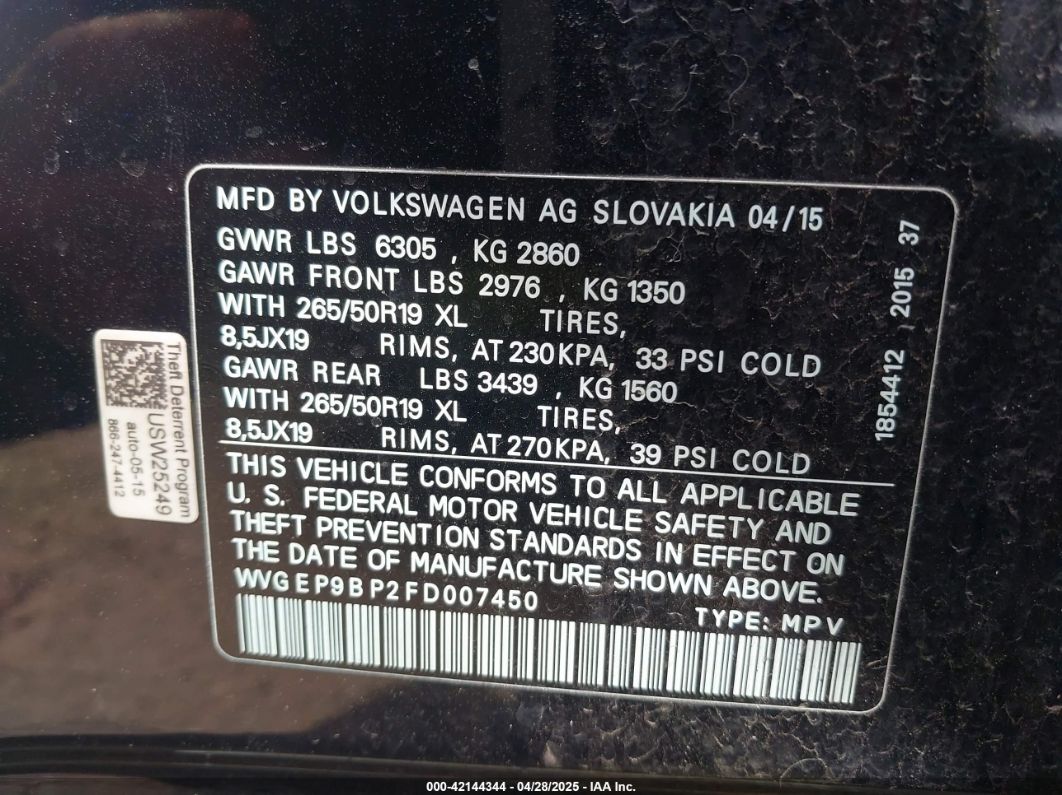 MFD BY VOLKSWAGEN AG SLOVAKIA 04/15
GVWR LBS 6305 , KG 2860
GAWR FRONT LBS 2976 , KG 1350
WITH 265/50R19 XL TIRES,
8,5JX19 RIMS, AT 230KPA, 33 PSI COLD
GAWR REAR LBS 3439 , KG 1560
WITH 265/50R19 XL TIRES,
8,5JX19 RIMS, AT 270KPA, 39 PSI COLD
THIS VEHICLE CONFORMS TO ALL APPLICABLE
U. S. FEDERAL MOTOR VEHICLE SAFETY AND
THEFT PREVENTION STANDARDS IN EFFECT ON
THE DATE OF MANUFACTURE SHOWN ABOVE.
WVGEP9BP2FD007450
TYPE: MPV
1854412 2015 37
Theft Deterrent Program
USW25249
auto-05-15
866-247-4412
000-42144344 - 04/28/2025 - IAA Inc.